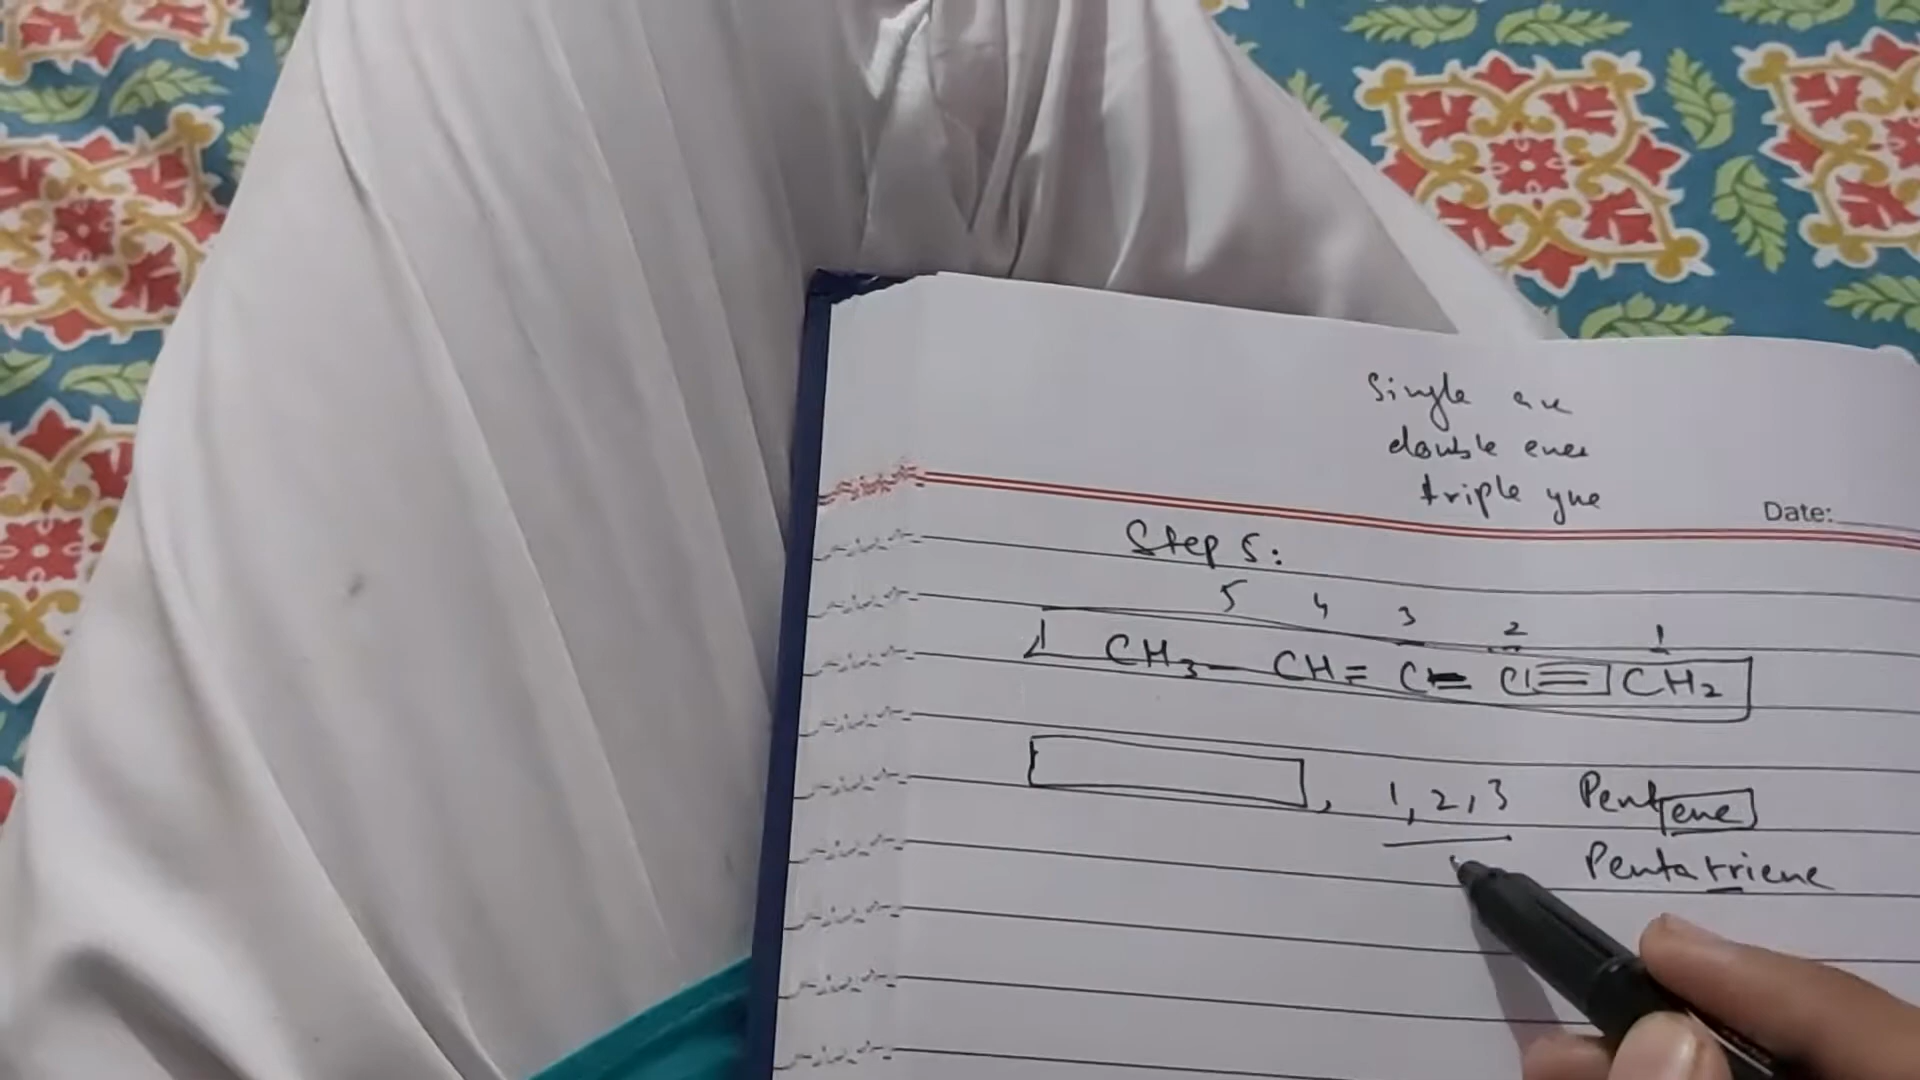 Single ane
double ene
triple yne
Date:
Step 5:
5 4 3 2 1
CH3 — CH = C = C = CH2
, 1, 2, 3 Pentene
Pentatriene